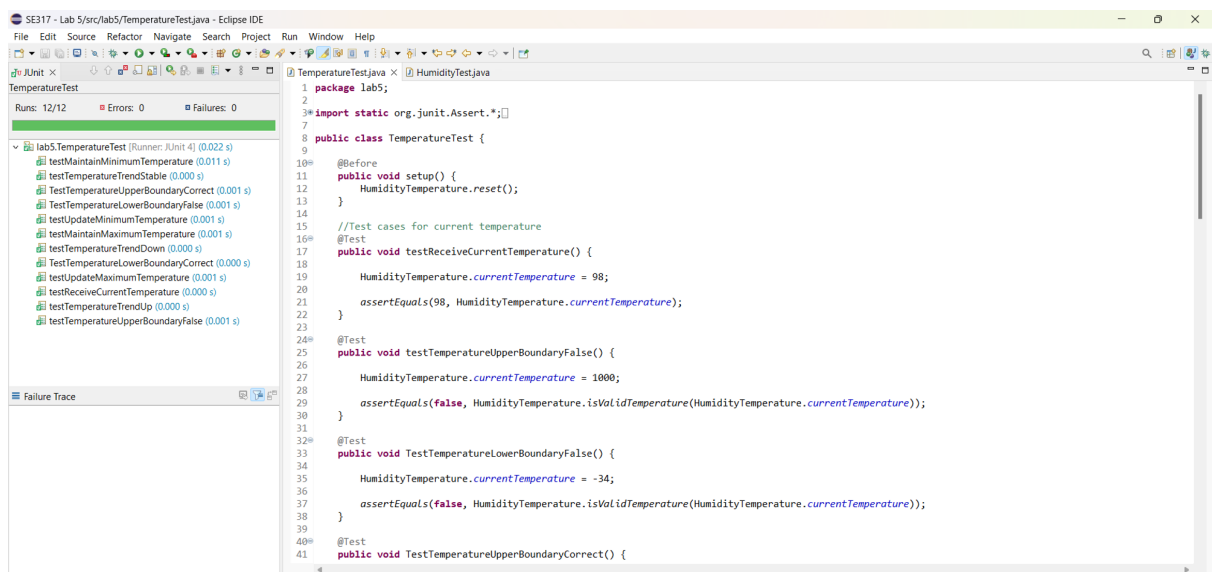 SE317 - Lab 5/src/lab5/TemperatureTest.java - Eclipse IDE
File Edit Source Refactor Navigate Search Project Run Window Help
JUnit
TemperatureTest
Runs: 12/12 Errors: 0 Failures: 0
lab5.TemperatureTest [Runner: JUnit 4] (0.022 s)
testMaintainMinimumTemperature (0.011 s)
testTemperatureTrendStable (0.000 s)
TestTemperatureUpperBoundaryCorrect (0.001 s)
TestTemperatureLowerBoundaryFalse (0.001 s)
testUpdateMinimumTemperature (0.001 s)
testMaintainMaximumTemperature (0.001 s)
testTemperatureTrendDown (0.000 s)
TestTemperatureLowerBoundaryCorrect (0.000 s)
testUpdateMaximumTemperature (0.001 s)
testReceiveCurrentTemperature (0.000 s)
testTemperatureTrendUp (0.000 s)
testTemperatureUpperBoundaryFalse (0.001 s)
Failure Trace
TemperatureTest.java HumidityTest.java
1 package lab5;
2
3 import static org.junit.Assert.*;
7
8 public class TemperatureTest {
9
10 @Before
11 public void setup() {
12 HumidityTemperature.reset();
13 }
14
15 //Test cases for current temperature
16 @Test
17 public void testReceiveCurrentTemperature() {
18
19 HumidityTemperature.currentTemperature = 98;
20
21 assertEquals(98, HumidityTemperature.currentTemperature);
22 }
23
24 @Test
25 public void testTemperatureUpperBoundaryFalse() {
26
27 HumidityTemperature.currentTemperature = 1000;
28
29 assertEquals(false, HumidityTemperature.isValidTemperature(HumidityTemperature.currentTemperature));
30 }
31
32 @Test
33 public void TestTemperatureLowerBoundaryFalse() {
34
35 HumidityTemperature.currentTemperature = -34;
36
37 assertEquals(false, HumidityTemperature.isValidTemperature(HumidityTemperature.currentTemperature));
38 }
39
40 @Test
41 public void TestTemperatureUpperBoundaryCorrect() {